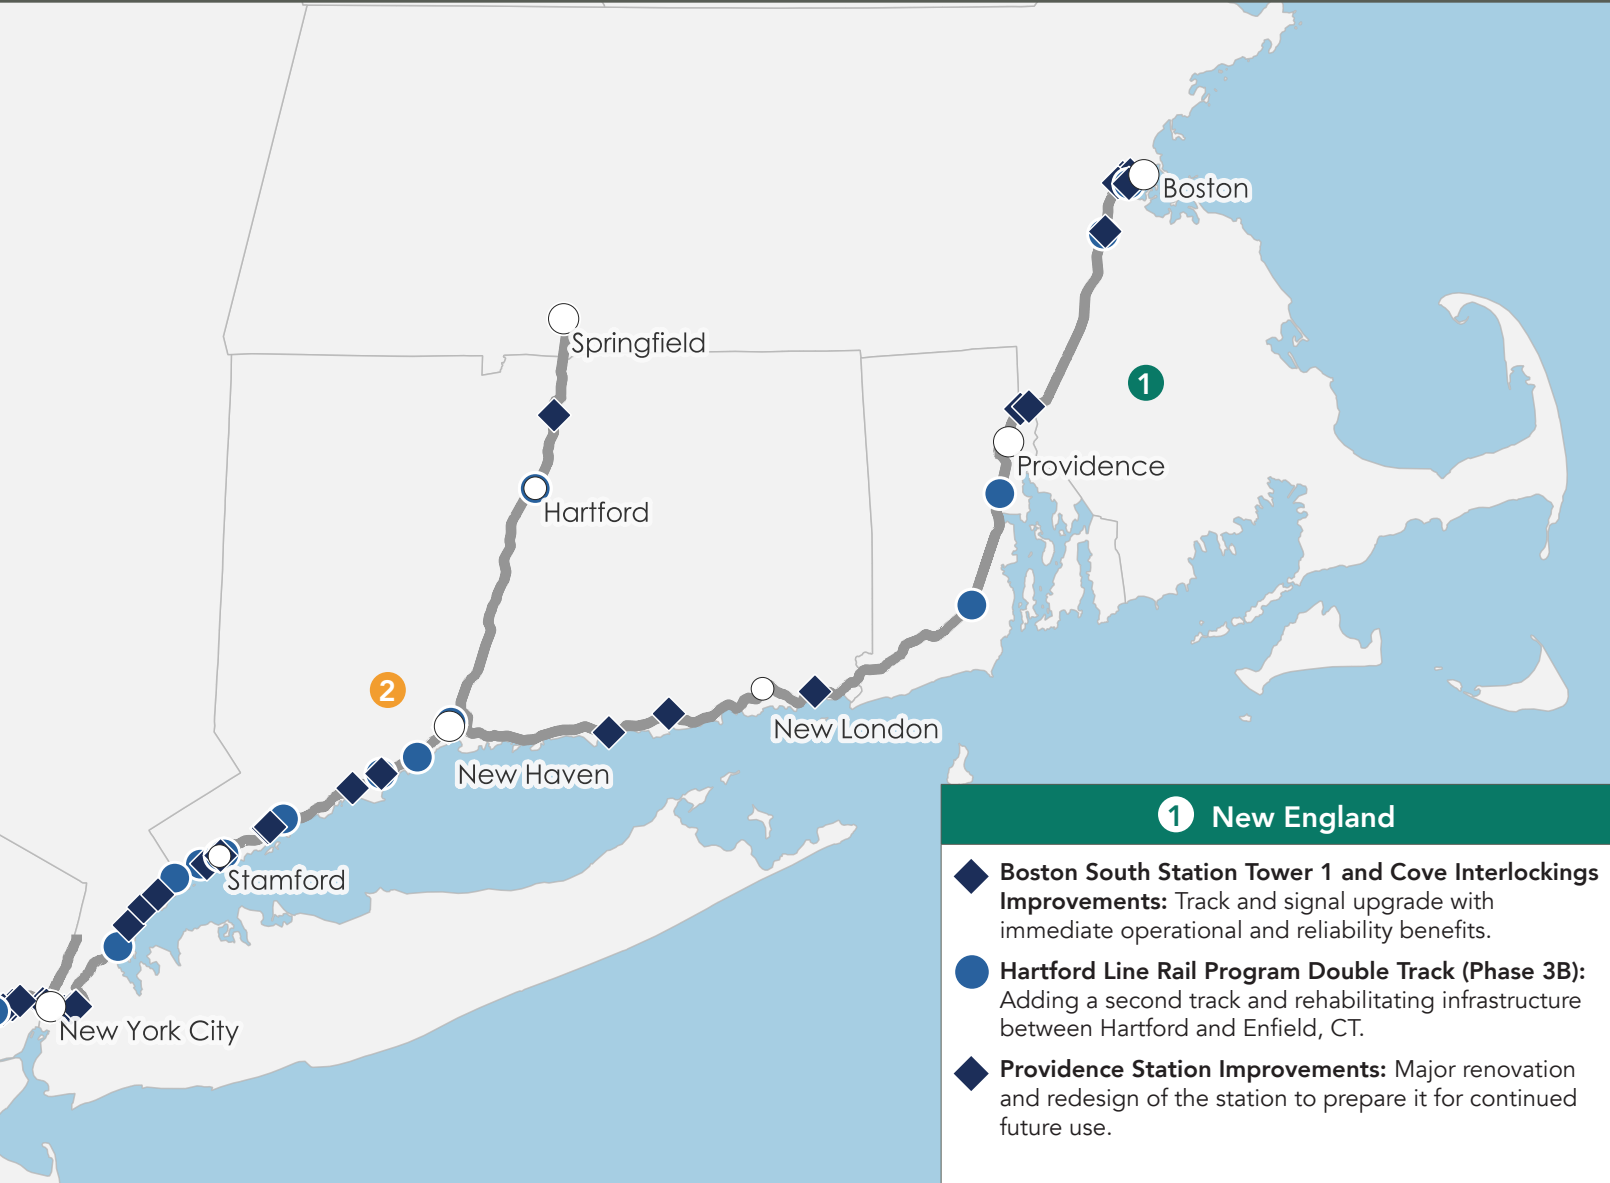 Boston
Springfield
1
Providence
Hartford
2
New London
New Haven
Stamford
New York City
1 New England
Boston South Station Tower 1 and Cove Interlockings
Improvements: Track and signal upgrade with
immediate operational and reliability benefits.
Hartford Line Rail Program Double Track (Phase 3B):
Adding a second track and rehabilitating infrastructure
between Hartford and Enfield, CT.
Providence Station Improvements: Major renovation
and redesign of the station to prepare it for continued
future use.